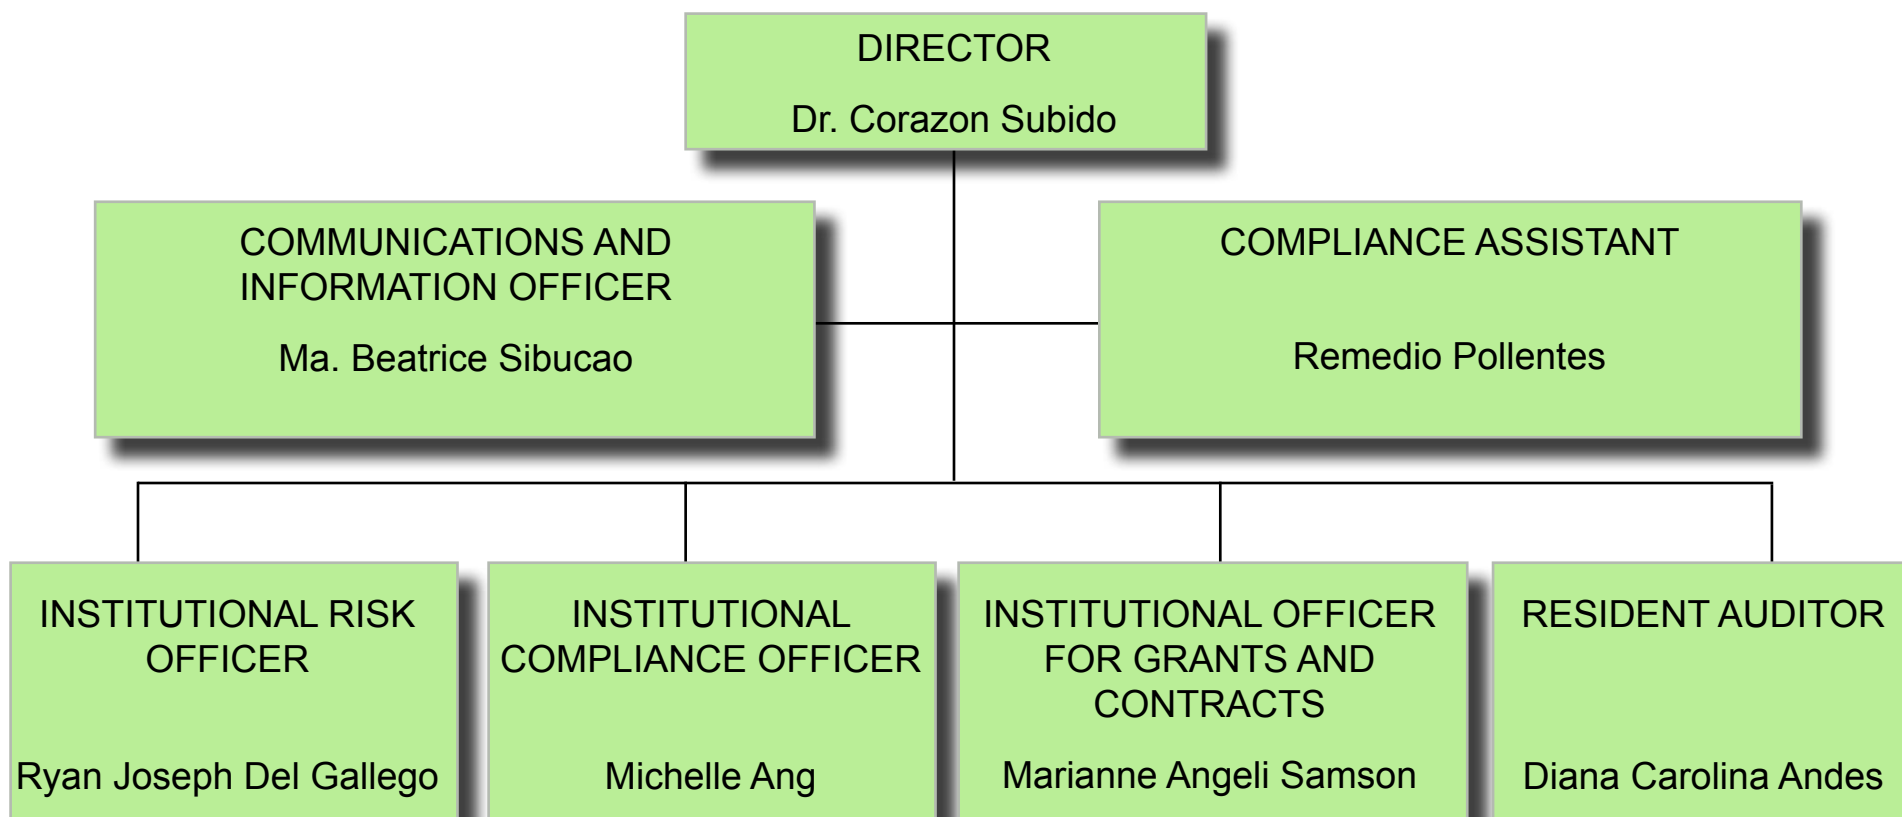 DIRECTOR
Dr. Corazon Subido
COMMUNICATIONS AND
INFORMATION OFFICER
Ma. Beatrice Sibucao
COMPLIANCE ASSISTANT
Remedio Pollentes
INSTITUTIONAL RISK
OFFICER
Ryan Joseph Del Gallego
INSTITUTIONAL
COMPLIANCE OFFICER
Michelle Ang
INSTITUTIONAL OFFICER
FOR GRANTS AND
CONTRACTS
Marianne Angeli Samson
RESIDENT AUDITOR
Diana Carolina Andes